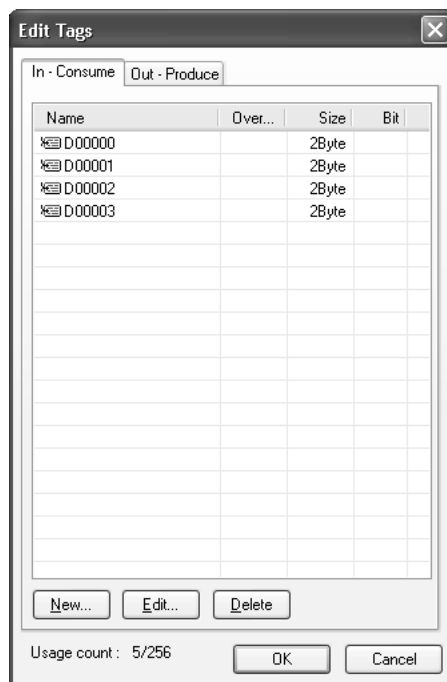 Edit Tags
In - Consume Out - Produce
Name Over... Size Bit
D00000 2Byte
D00001 2Byte
D00002 2Byte
D00003 2Byte
New... Edit... Delete
Usage count : 5/256 OK Cancel